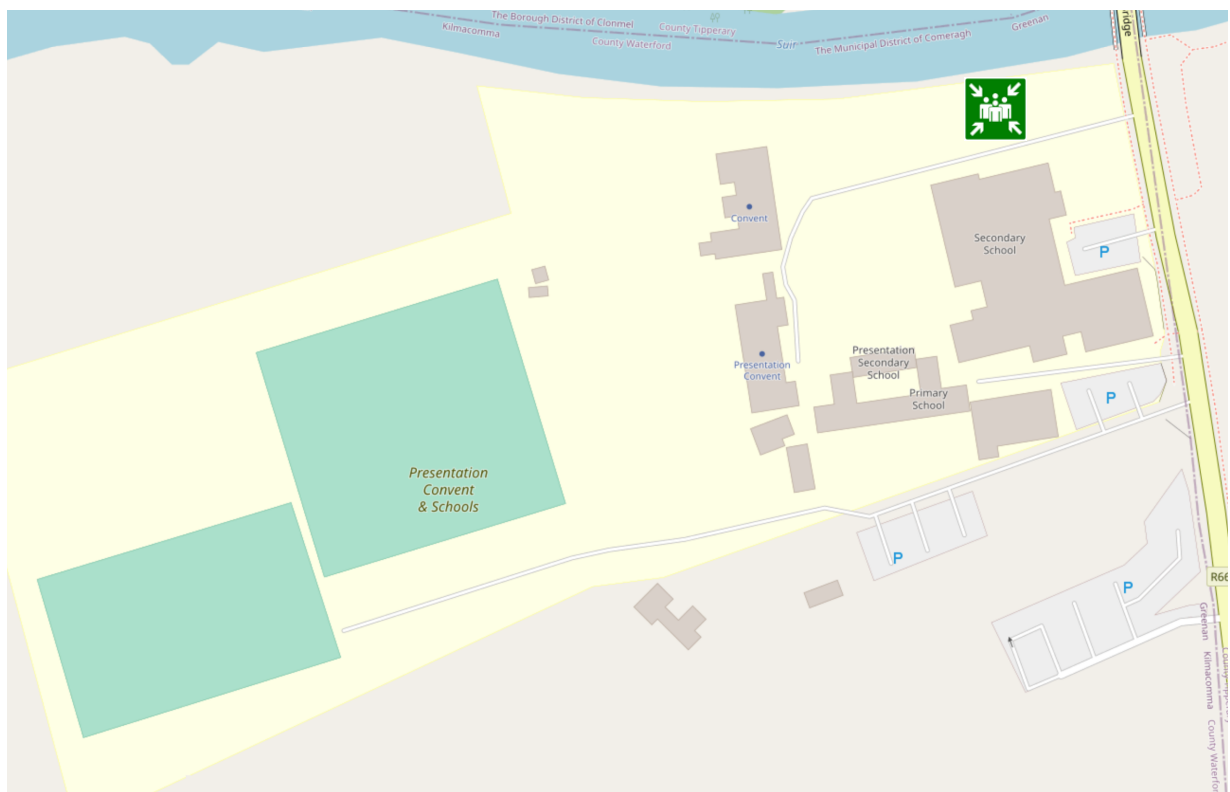 The Borough District of Clonmel
County Tipperary
Kilmacomma
County Waterford
Suir
The Municipal District of Comeragh
Greenan
Convent
Secondary
School
P
Presentation
Convent
Presentation
Secondary
School
Primary
School
P
Presentation
Convent
& Schools
P
P
Greenan
Kilmacomma
County Waterford